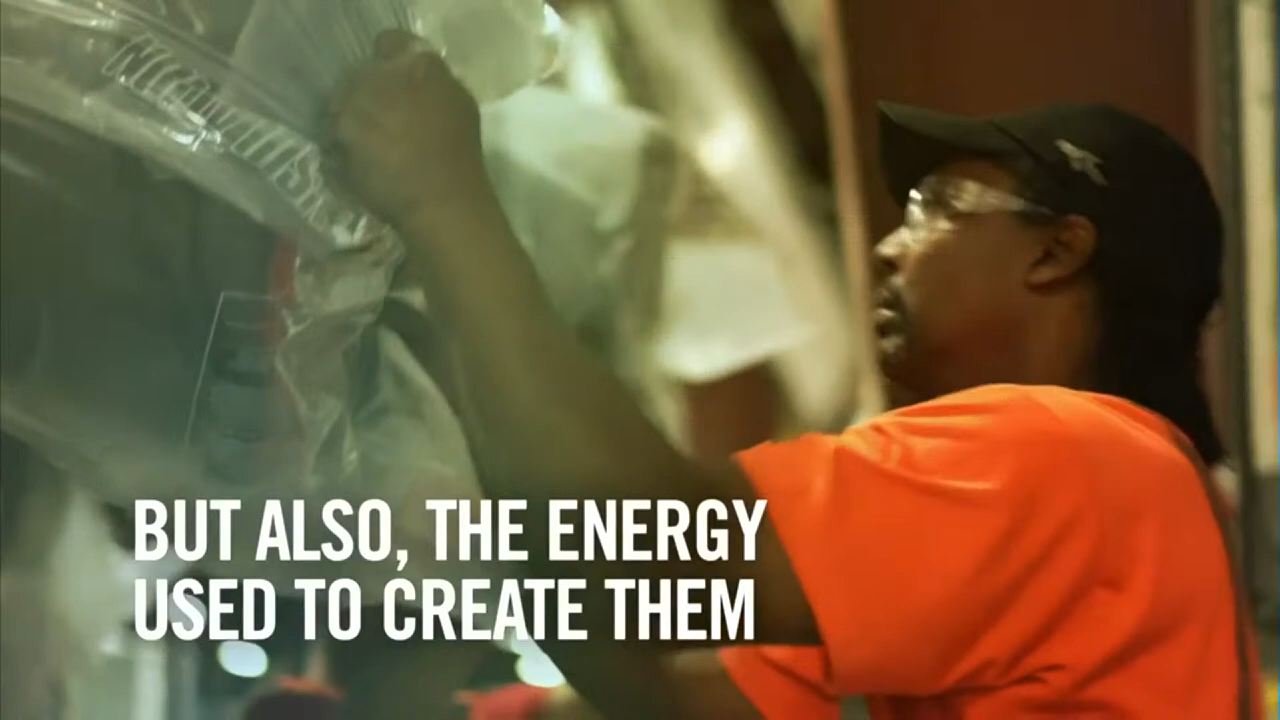 BUT ALSO, THE ENERGY
USED TO CREATE THEM